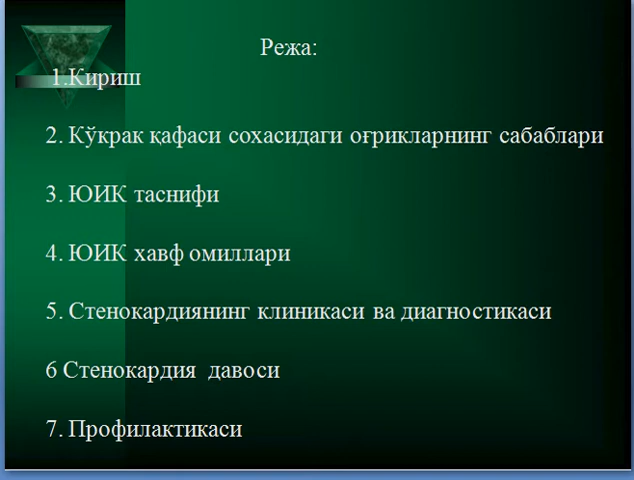 Режа:
1.Кириш
2. Кўкрак қафаси сохасидаги оғрикларнинг сабаблари
3. ЮИК таснифи
4. ЮИК хавф омиллари
5. Стенокардиянинг клиникаси ва диагностикаси
6 Стенокардия давоси
7. Профилактикаси